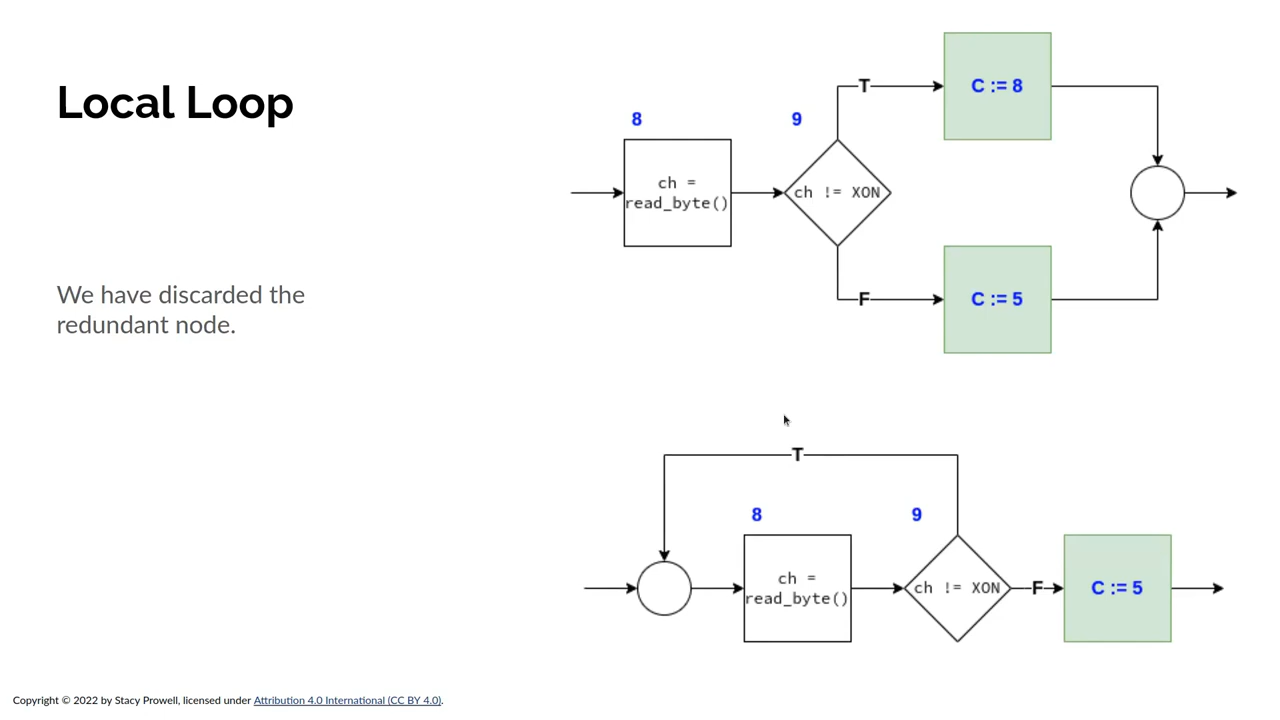 Local Loop
We have discarded the
redundant node.
T
C := 8
8
9
ch =
read_byte()
ch != XON
F
C := 5
T
8
9
ch =
read_byte()
ch != XON
F
C := 5
Copyright © 2022 by Stacy Prowell, licensed under Attribution 4.0 International (CC BY 4.0).